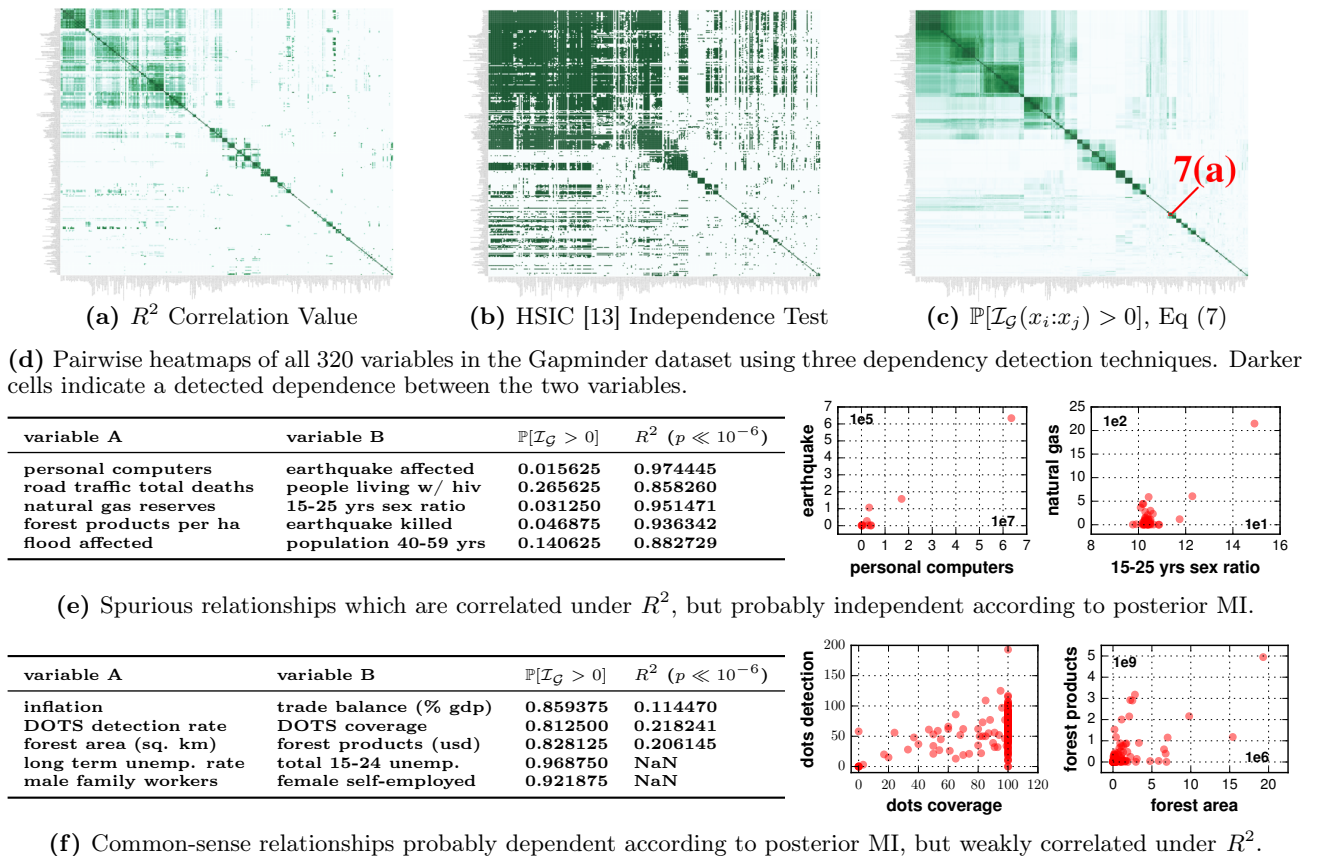 7(a)
(a) R² Correlation Value
(b) HSIC [13] Independence Test
(c) ℙ[𝓘_𝒢(x_i:x_j) > 0], Eq (7)
(d) Pairwise heatmaps of all 320 variables in the Gapminder dataset using three dependency detection techniques. Darker
cells indicate a detected dependence between the two variables.
variable A variable B ℙ[𝓘_𝒢 > 0] R² (p ≪ 10⁻⁶)
personal computers earthquake affected 0.015625 0.974445
road traffic total deaths people living w/ hiv 0.265625 0.858260
natural gas reserves 15-25 yrs sex ratio 0.031250 0.951471
forest products per ha earthquake killed 0.046875 0.936342
flood affected population 40-59 yrs 0.140625 0.882729
earthquake
7
6
5
4
3
2
1
0
1e5
1e7
0 1 2 3 4 5 6 7
personal computers
natural gas
25
20
15
10
5
0
1e2
1e1
8 10 12 14 16
15-25 yrs sex ratio
(e) Spurious relationships which are correlated under R², but probably independent according to posterior MI.
variable A variable B ℙ[𝓘_𝒢 > 0] R² (p ≪ 10⁻⁶)
inflation trade balance (% gdp) 0.859375 0.114470
DOTS detection rate DOTS coverage 0.812500 0.218241
forest area (sq. km) forest products (usd) 0.828125 0.206145
long term unemp. rate total 15-24 unemp. 0.968750 NaN
male family workers female self-employed 0.921875 NaN
dots detection
200
150
100
50
0
0 20 40 60 80 100 120
dots coverage
forest products
5
4
3
2
1
0
1e9
1e6
0 5 10 15 20
forest area
(f) Common-sense relationships probably dependent according to posterior MI, but weakly correlated under R².